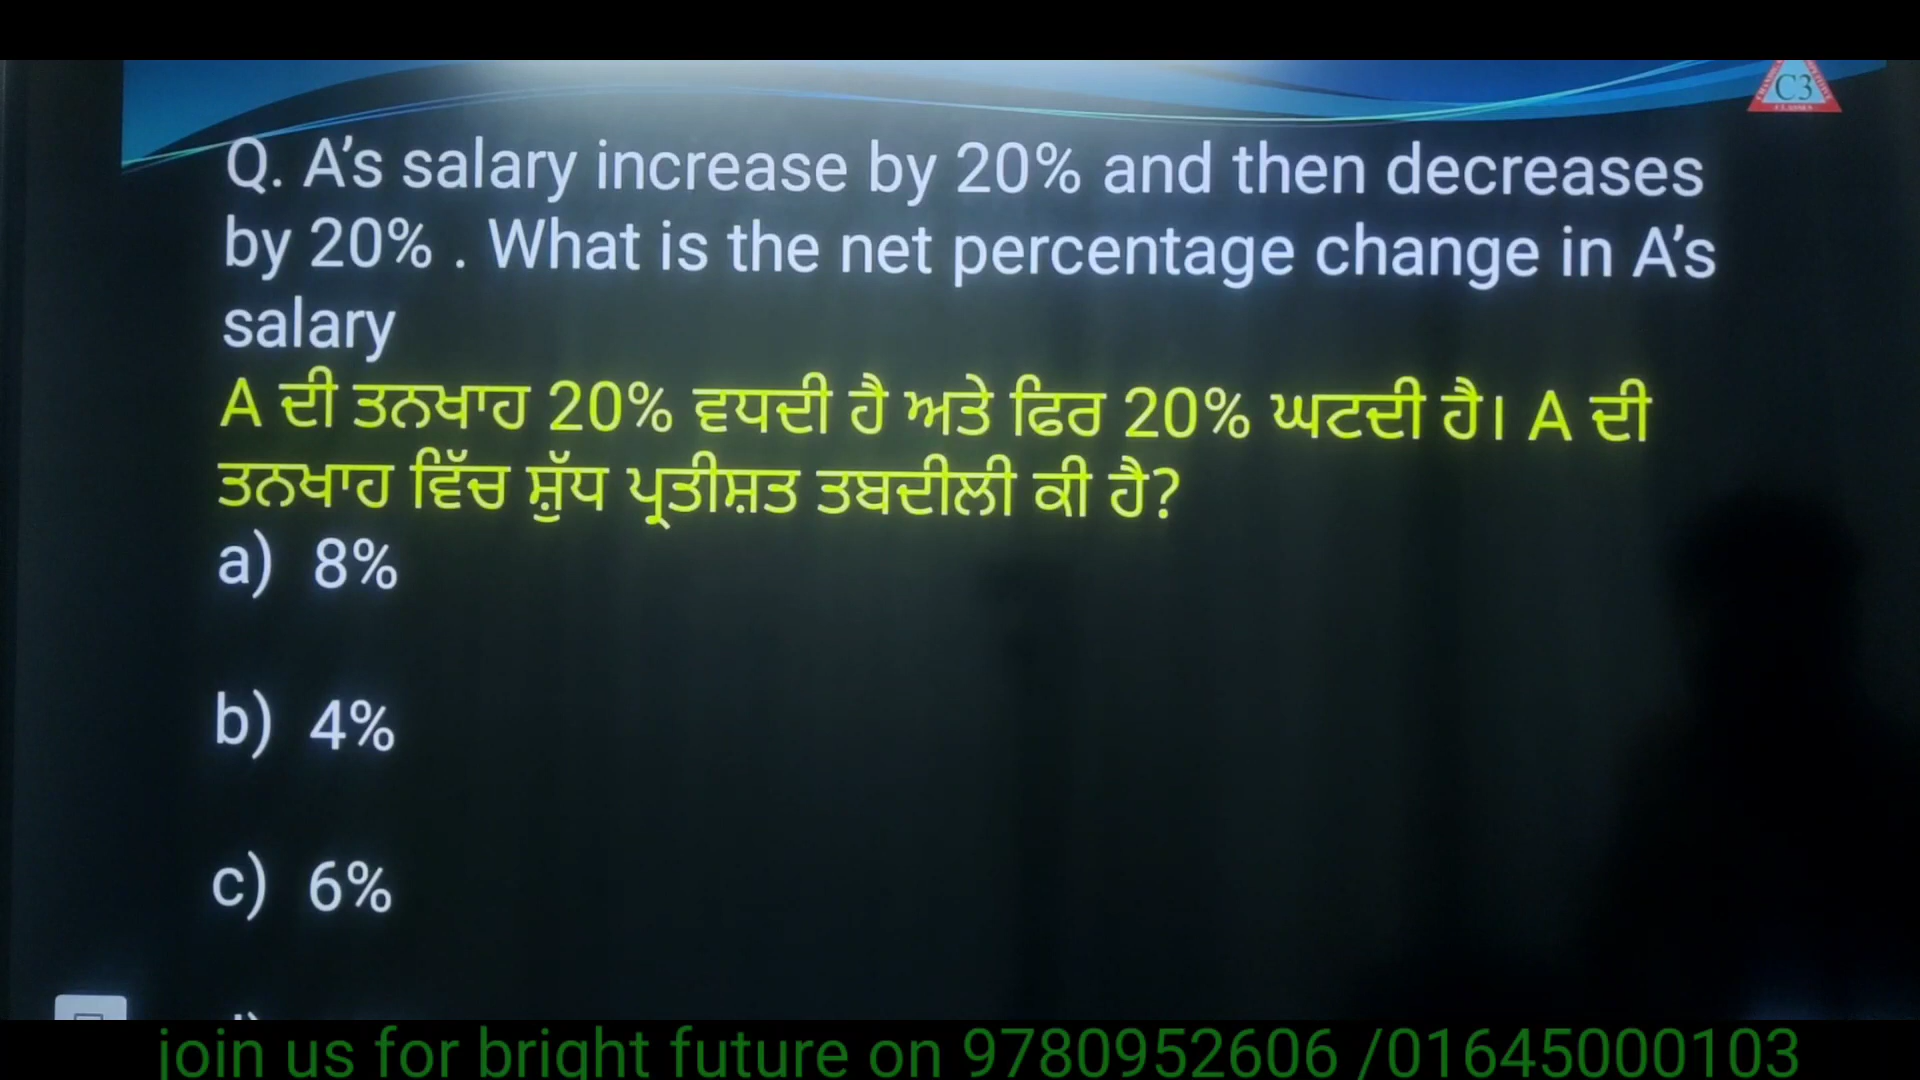 C3
Q. A's salary increase by 20% and then decreases
by 20% . What is the net percentage change in A's
salary
A ਦੀ ਤਨਖਾਹ 20% ਵਧਦੀ ਹੈ ਅਤੇ ਫਿਰ 20% ਘਟਦੀ ਹੈ। A ਦੀ
ਤਨਖਾਹ ਵਿੱਚ ਸ਼ੁੱਧ ਪ੍ਰਤੀਸ਼ਤ ਤਬਦੀਲੀ ਕੀ ਹੈ?
a) 8%
b) 4%
c) 6%
join us for bright future on 9780952606 /01645000103